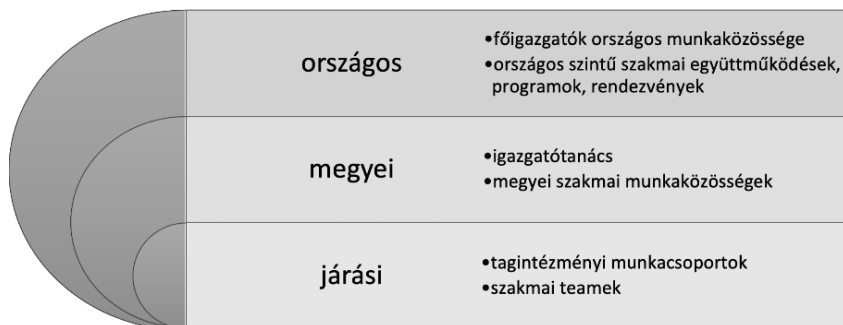 országos
•főigazgatók országos munkaközössége
•országos szintű szakmai együttműködések,
programok, rendezvények
megyei
•igazgatótanács
•megyei szakmai munkaközösségek
járási
•tagintézményi munkacsoportok
•szakmai teamek